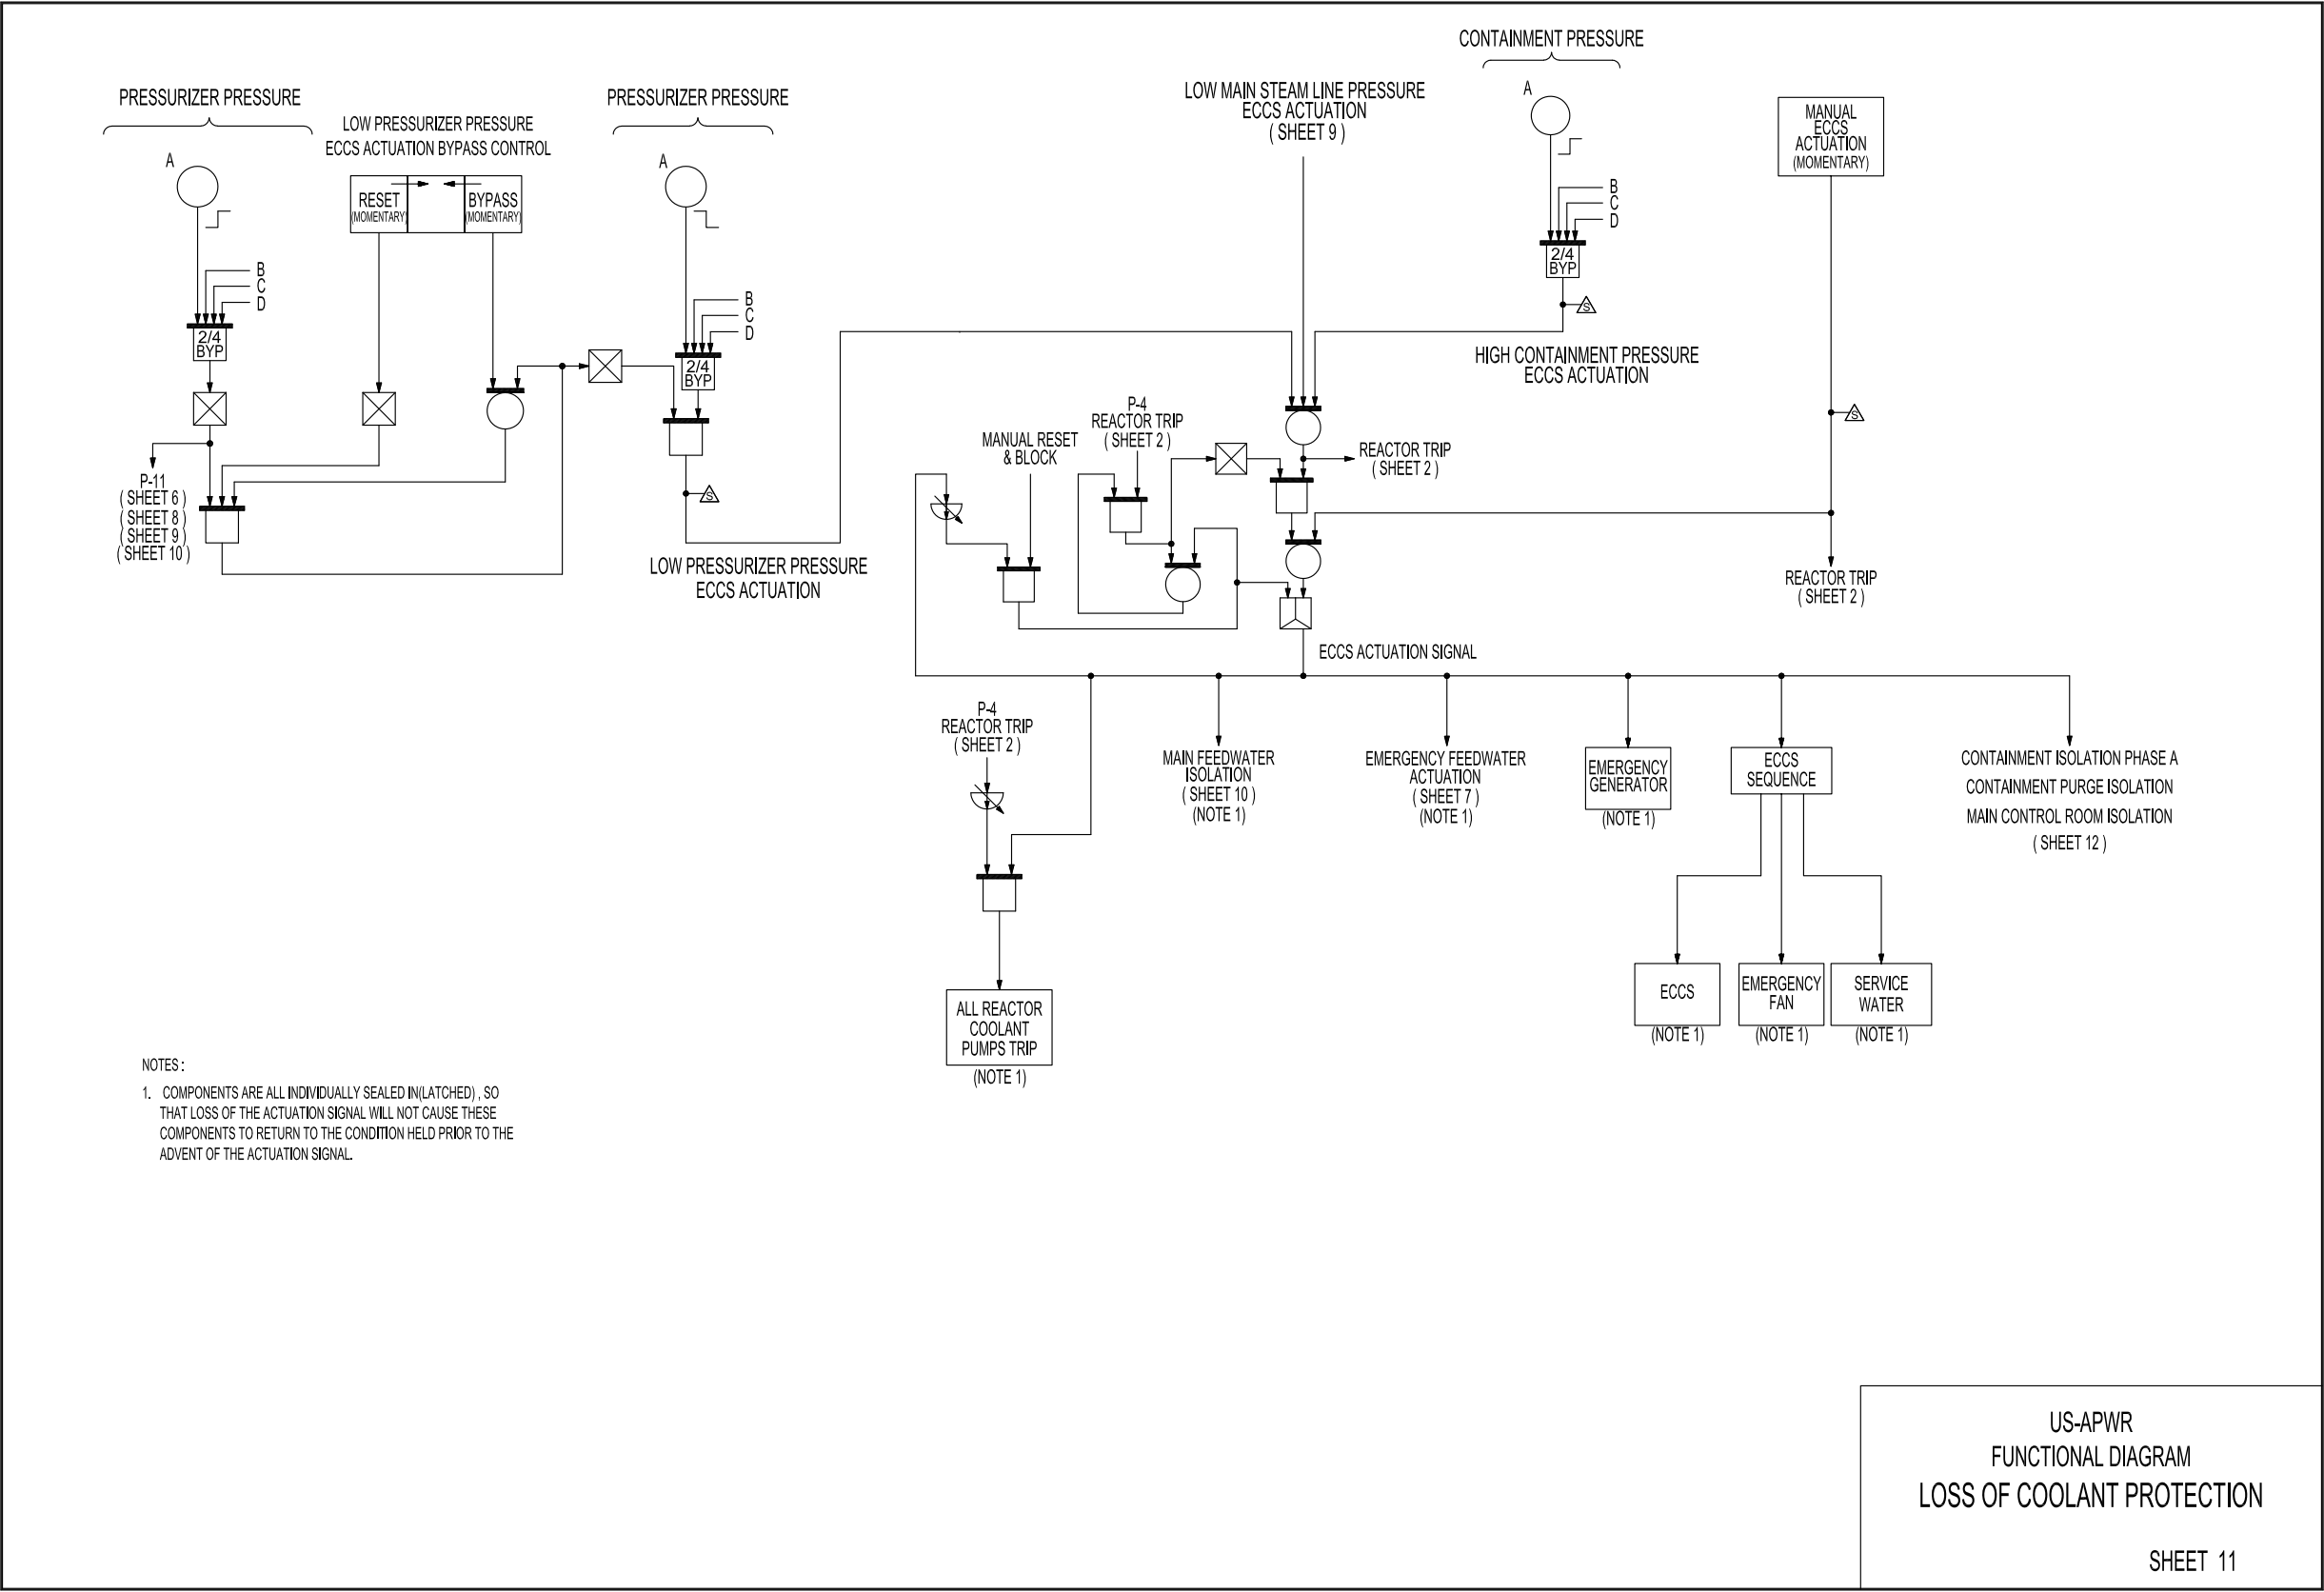 CONTAINMENT PRESSURE
A
B
C
D
2/4
BYP
S
HIGH CONTAINMENT PRESSURE
ECCS ACTUATION
PRESSURIZER PRESSURE
A
B
C
D
2/4
BYP
P-11
( SHEET 6 )
( SHEET 8 )
( SHEET 9 )
( SHEET 10 )
LOW PRESSURIZER PRESSURE
ECCS ACTUATION BYPASS CONTROL
RESET
(MOMENTARY)
BYPASS
(MOMENTARY)
PRESSURIZER PRESSURE
A
B
C
D
2/4
BYP
S
LOW PRESSURIZER PRESSURE
ECCS ACTUATION
LOW MAIN STEAM LINE PRESSURE
ECCS ACTUATION
( SHEET 9 )
MANUAL
ECCS
ACTUATION
(MOMENTARY)
S
REACTOR TRIP
( SHEET 2 )
MANUAL RESET
& BLOCK
P-4
REACTOR TRIP
( SHEET 2 )
REACTOR TRIP
( SHEET 2 )
ECCS ACTUATION SIGNAL
P-4
REACTOR TRIP
( SHEET 2 )
ALL REACTOR
COOLANT
PUMPS TRIP
(NOTE 1)
MAIN FEEDWATER
ISOLATION
( SHEET 10 )
(NOTE 1)
EMERGENCY FEEDWATER
ACTUATION
( SHEET 7 )
(NOTE 1)
EMERGENCY
GENERATOR
(NOTE 1)
ECCS
SEQUENCE
CONTAINMENT ISOLATION PHASE A
CONTAINMENT PURGE ISOLATION
MAIN CONTROL ROOM ISOLATION
( SHEET 12 )
ECCS
(NOTE 1)
EMERGENCY
FAN
(NOTE 1)
SERVICE
WATER
(NOTE 1)
NOTES :
1. COMPONENTS ARE ALL INDIVIDUALLY SEALED IN(LATCHED) , SO
THAT LOSS OF THE ACTUATION SIGNAL WILL NOT CAUSE THESE
COMPONENTS TO RETURN TO THE CONDITION HELD PRIOR TO THE
ADVENT OF THE ACTUATION SIGNAL.
US-APWR
FUNCTIONAL DIAGRAM
LOSS OF COOLANT PROTECTION
SHEET 11